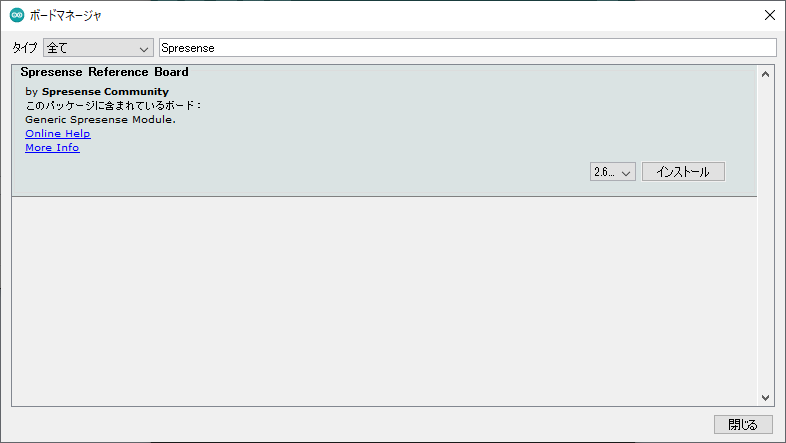 ボードマネージャ
タイプ 全て Spresense
Spresense Reference Board
by Spresense Community
このパッケージに含まれているボード：
Generic Spresense Module.
Online Help
More Info
2.6... インストール
閉じる